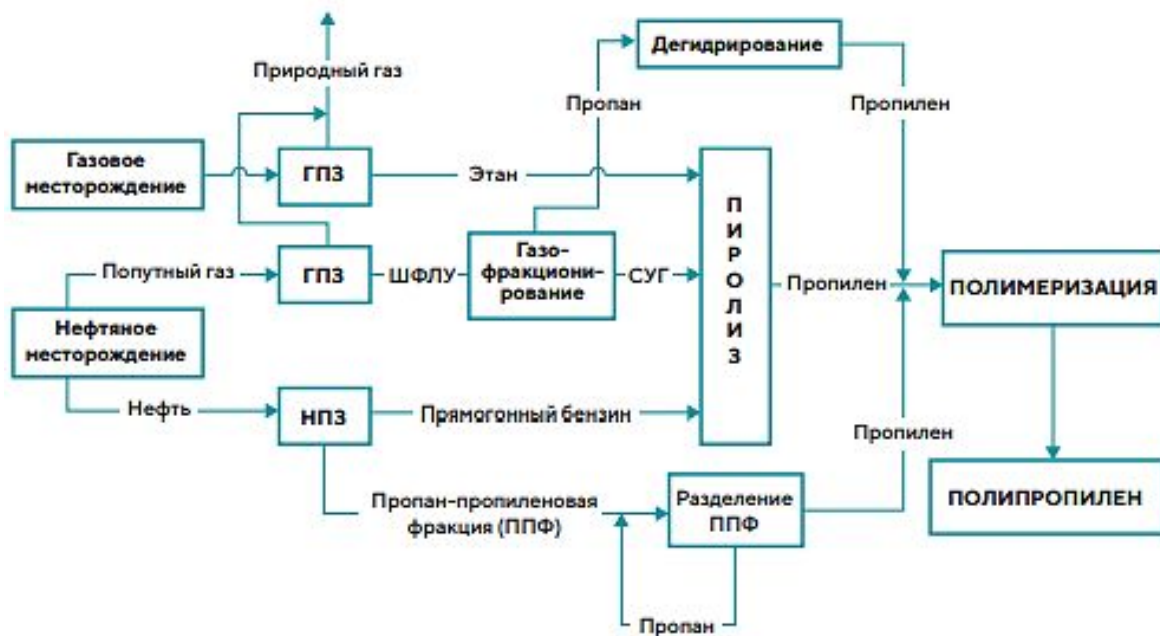 Природный газ
Дегидрирование
Пропан
Пропилен
Газовое
месторождение
ГПЗ
Этан
ПИРОЛИЗ
Попутный газ
ГПЗ
ШФЛУ
Газо-
фракциони-
рование
СУГ
Пропилен
ПОЛИМЕРИЗАЦИЯ
Нефтяное
месторождение
Нефть
НПЗ
Прямогонный бензин
Пропилен
Пропан-пропиленовая
фракция (ППФ)
Разделение
ППФ
ПОЛИПРОПИЛЕН
Пропан